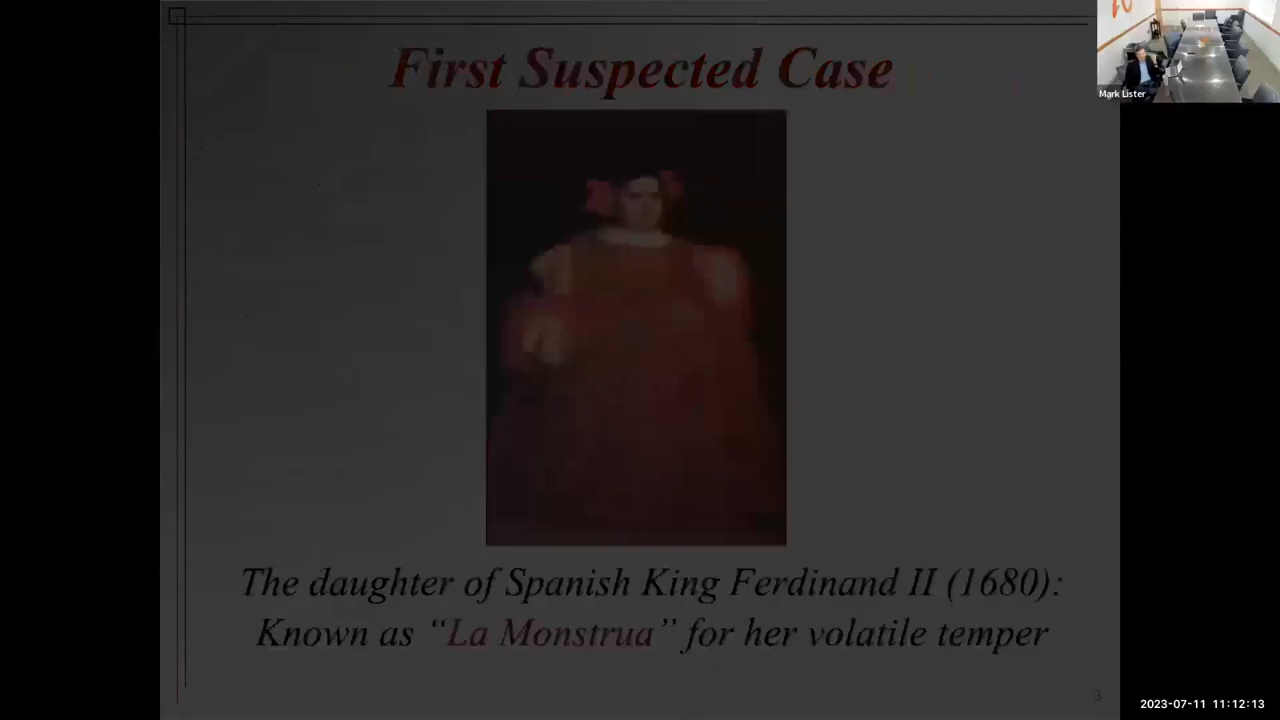 First Suspected Case
Mark Lister
The daughter of Spanish King Ferdinand II (1680):
Known as “La Monstrua” for her volatile temper
3
2023-07-11 11:12:13